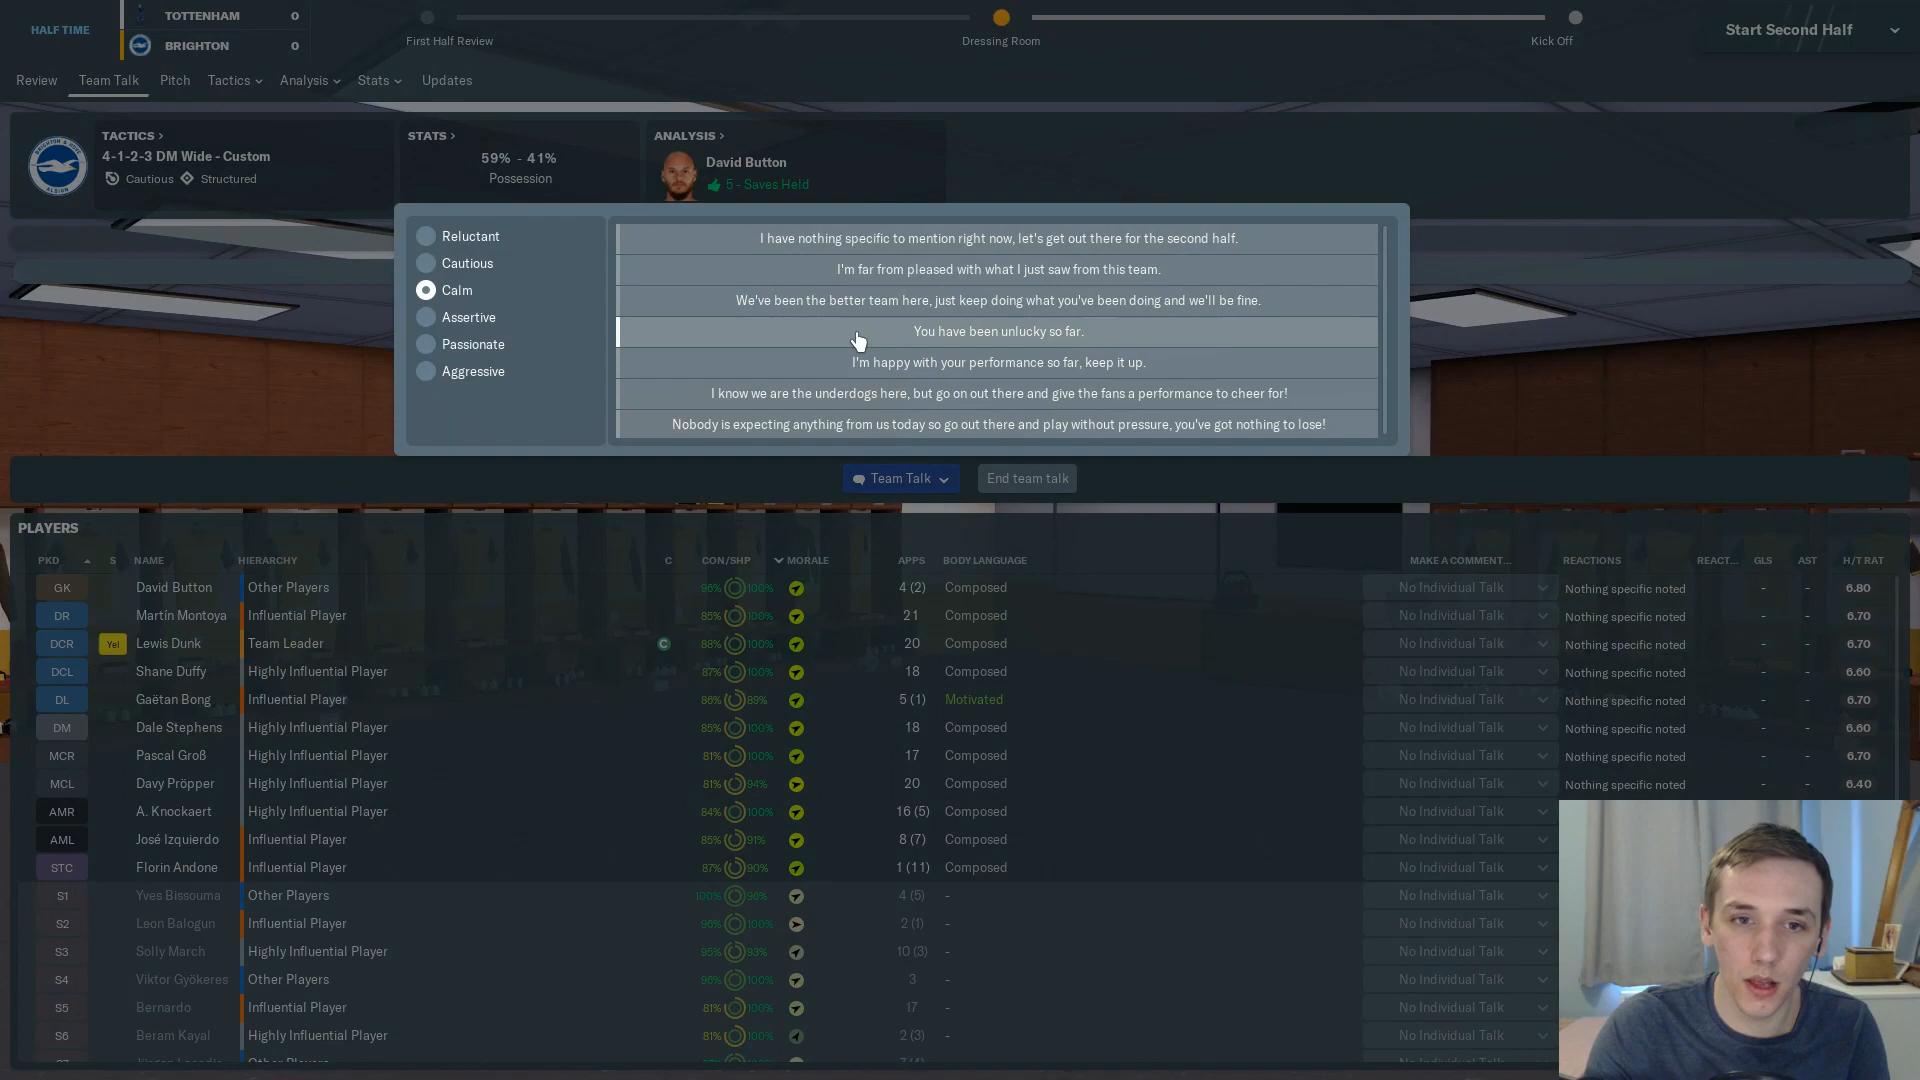 HALF TIME
TOTTENHAM 0
BRIGHTON 0
First Half Review
Dressing Room
Kick Off
Start Second Half
Review Team Talk Pitch Tactics Analysis Stats Updates
TACTICS >
4-1-2-3 DM Wide - Custom
Cautious Structured
STATS >
59% - 41%
Possession
ANALYSIS >
David Button
5 - Saves Held
Reluctant
Cautious
Calm
Assertive
Passionate
Aggressive
I have nothing specific to mention right now, let's get out there for the second half.
I'm far from pleased with what I just saw from this team.
We've been the better team here, just keep doing what you've been doing and we'll be fine.
You have been unlucky so far.
I'm happy with your performance so far, keep it up.
I know we are the underdogs here, but go on out there and give the fans a performance to cheer for!
Nobody is expecting anything from us today so go out there and play without pressure, you've got nothing to lose!
Team Talk End team talk
PLAYERS
PKD S NAME HIERARCHY C CON/SHP MORALE APPS BODY LANGUAGE MAKE A COMMENT... REACTIONS REACT... GLS AST H/T RAT
GK David Button Other Players 96% 100% 4 (2) Composed No Individual Talk Nothing specific noted - - 6.80
DR Martín Montoya Influential Player 85% 100% 21 Composed No Individual Talk Nothing specific noted - - 6.70
DCR Yel Lewis Dunk Team Leader C 88% 100% 20 Composed No Individual Talk Nothing specific noted - - 6.70
DCL Shane Duffy Highly Influential Player 87% 100% 18 Composed No Individual Talk Nothing specific noted - - 6.60
DL Gaëtan Bong Influential Player 86% 89% 5 (1) Motivated No Individual Talk Nothing specific noted - - 6.70
DM Dale Stephens Highly Influential Player 85% 100% 18 Composed No Individual Talk Nothing specific noted - - 6.60
MCR Pascal Groß Highly Influential Player 81% 100% 17 Composed No Individual Talk Nothing specific noted - - 6.70
MCL Davy Pröpper Highly Influential Player 81% 94% 20 Composed No Individual Talk Nothing specific noted - - 6.40
AMR A. Knockaert Highly Influential Player 84% 100% 16 (5) Composed No Individual Talk
AML José Izquierdo Influential Player 85% 91% 8 (7) Composed No Individual Talk
STC Florin Andone Influential Player 87% 90% 1 (11) Composed No Individual Talk
S1 Yves Bissouma Other Players 100% 96% 4 (5) - No Individual Talk
S2 Leon Balogun Influential Player 96% 100% 2 (1) - No Individual Talk
S3 Solly March Highly Influential Player 95% 93% 10 (3) - No Individual Talk
S4 Viktor Gyökeres Other Players 96% 100% 3 - No Individual Talk
S5 Bernardo Influential Player 81% 100% 17 - No Individual Talk
S6 Beram Kayal Highly Influential Player 81% 100% 2 (3) - No Individual Talk
Other Players No Individual Talk